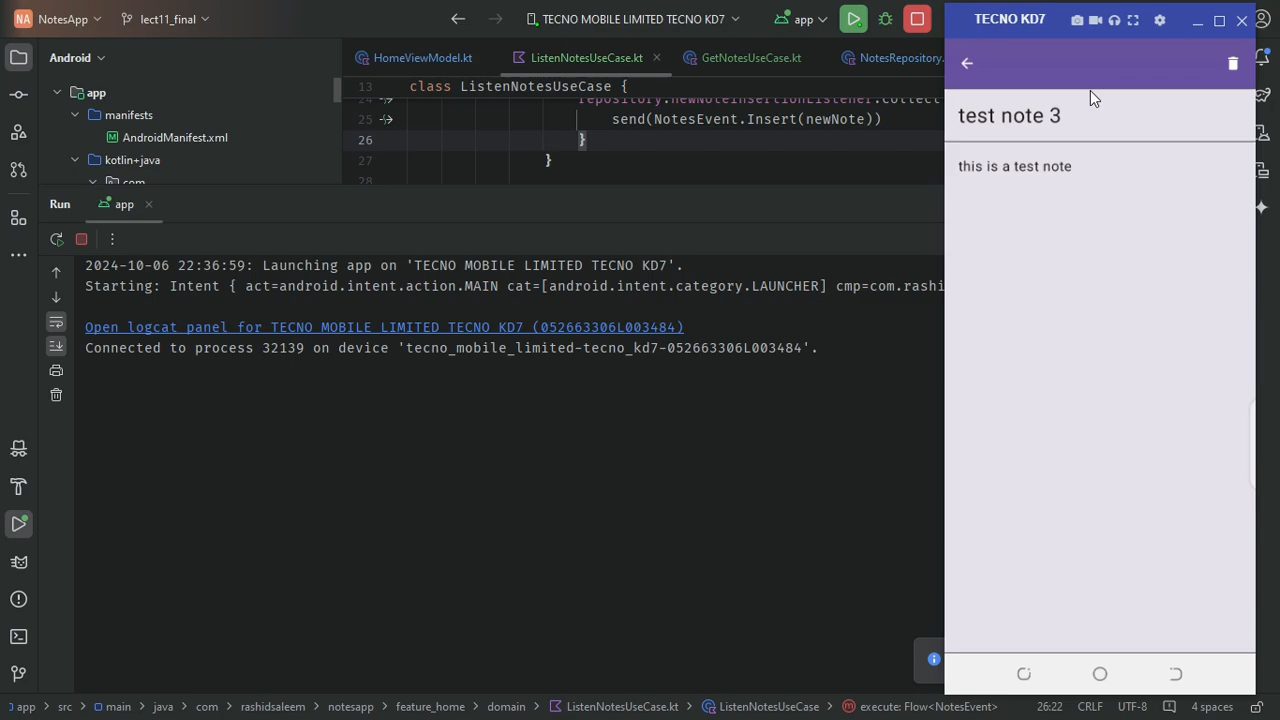 NA NotesApp lect11_final TECNO MOBILE LIMITED TECNO KD7 app
TECNO KD7
Android
HomeViewModel.kt ListenNotesUseCase.kt GetNotesUseCase.kt NotesRepository.
app
manifests
AndroidManifest.xml
kotlin+java
com
13 class ListenNotesUseCase {
24 repository.newNoteInsertionListener.collect
25 send(NotesEvent.Insert(newNote))
26 }
27 }
28
Run app
2024-10-06 22:36:59: Launching app on 'TECNO MOBILE LIMITED TECNO KD7'.
Starting: Intent { act=android.intent.action.MAIN cat=[android.intent.category.LAUNCHER] cmp=com.rashi
Open logcat panel for TECNO MOBILE LIMITED TECNO KD7 (052663306L003484)
Connected to process 32139 on device 'tecno_mobile_limited-tecno_kd7-052663306L003484'.
test note 3
this is a test note
app src main java com rashidsaleem notesapp feature_home domain ListenNotesUseCase.kt ListenNotesUseCase execute: Flow<NotesEvent> 26:22 CRLF UTF-8 4 spaces